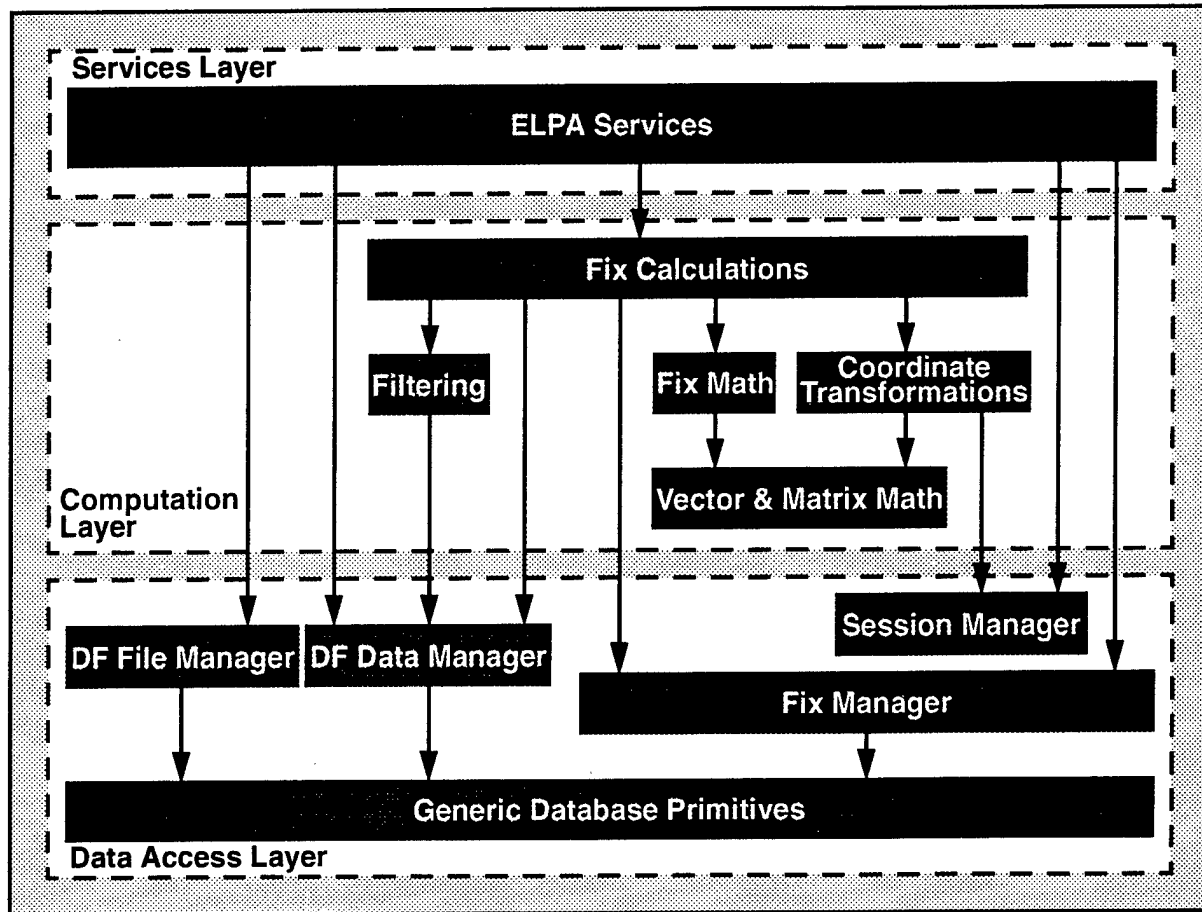 Services Layer
ELPA Services
Fix Calculations
Filtering
Fix Math
Coordinate
Transformations
Vector & Matrix Math
Computation
Layer
Session Manager
DF File Manager
DF Data Manager
Fix Manager
Generic Database Primitives
Data Access Layer